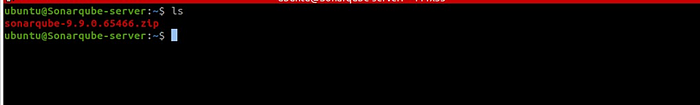 ubuntu@Sonarqube-server:~$ ls
sonarqube-9.9.0.65466.zip
ubuntu@Sonarqube-server:~$